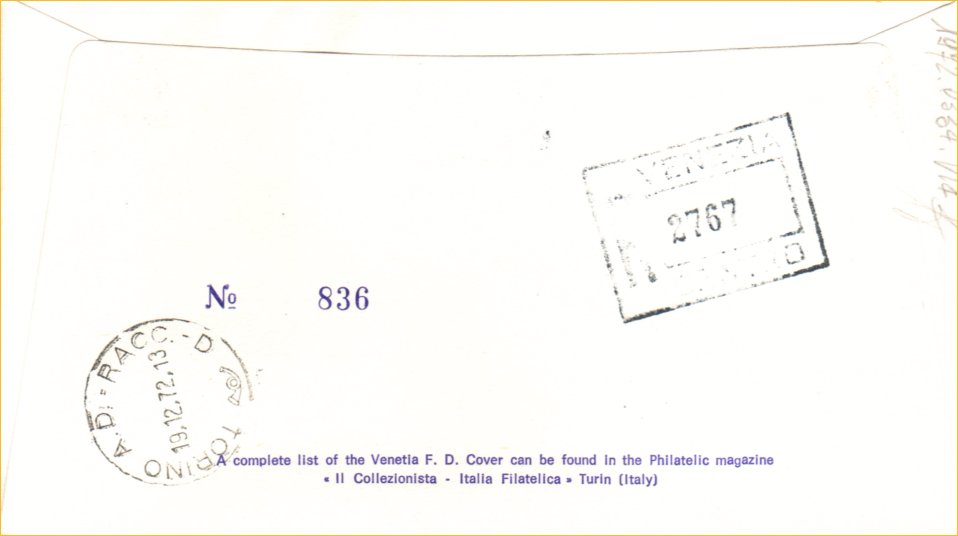 VENEZIA
2767
R
№ 836
A.D. - RACC. - D
19.12.72.13
TORINO
A complete list of the Venetia F. D. Cover can be found in the Philatelic magazine
« Il Collezionista - Italia Filatelica » Turin (Italy)